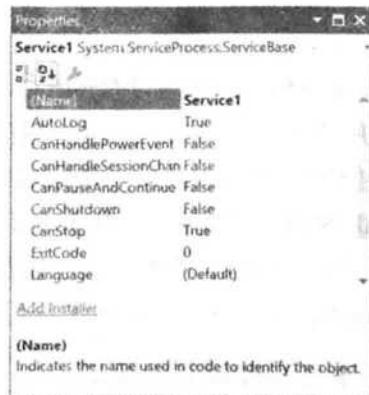 Properties
Service1 System.ServiceProcess.ServiceBase
(Name) Service1
AutoLog True
CanHandlePowerEvent False
CanHandleSessionChan False
CanPauseAndContinue False
CanShutdown False
CanStop True
ExitCode 0
Language (Default)
Add Installer
(Name)
Indicates the name used in code to identify the object.